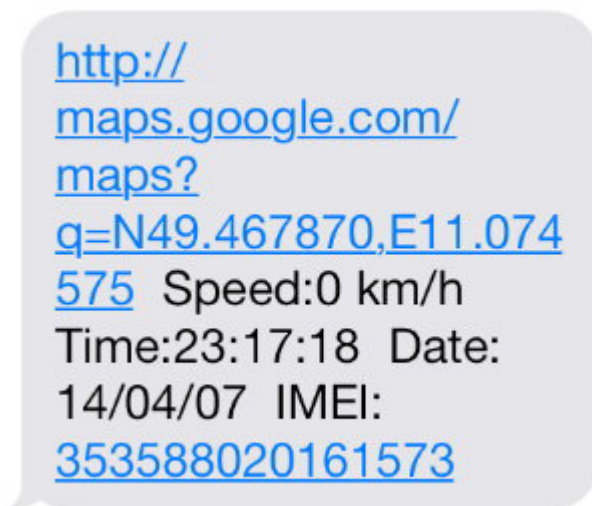 http://
maps.google.com/
maps?
q=N49.467870,E11.074
575 Speed:0 km/h
Time:23:17:18 Date:
14/04/07 IMEI:
353588020161573